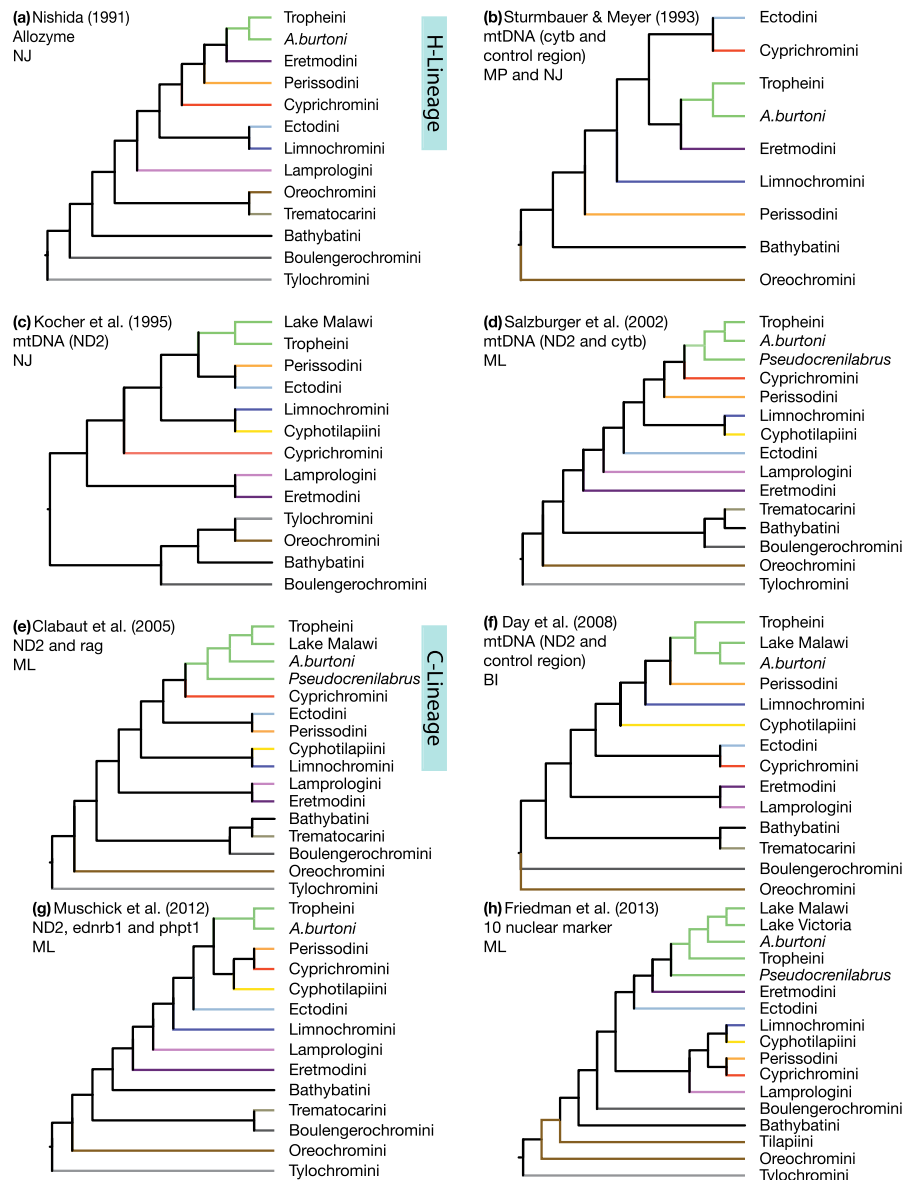 (a) Nishida (1991)
Allozyme
NJ
Tropheini
A.burtoni
Eretmodini
Perissodini
Cyprichromini
Ectodini
Limnochromini
Lamprologini
Oreochromini
Trematocarini
Bathybatini
Boulengerochromini
Tylochromini
H-Lineage
(b) Sturmbauer & Meyer (1993)
mtDNA (cytb and
control region)
MP and NJ
Ectodini
Cyprichromini
Tropheini
A.burtoni
Eretmodini
Limnochromini
Perissodini
Bathybatini
Oreochromini
(c) Kocher et al. (1995)
mtDNA (ND2)
NJ
Lake Malawi
Tropheini
Perissodini
Ectodini
Limnochromini
Cyphotilapiini
Cyprichromini
Lamprologini
Eretmodini
Tylochromini
Oreochromini
Bathybatini
Boulengerochromini
(d) Salzburger et al. (2002)
mtDNA (ND2 and cytb)
ML
Tropheini
A.burtoni
Pseudocrenilabrus
Cyprichromini
Perissodini
Limnochromini
Cyphotilapiini
Ectodini
Lamprologini
Eretmodini
Trematocarini
Bathybatini
Boulengerochromini
Oreochromini
Tylochromini
(e) Clabaut et al. (2005)
ND2 and rag
ML
Tropheini
Lake Malawi
A.burtoni
Pseudocrenilabrus
Cyprichromini
Ectodini
Perissodini
Cyphotilapiini
Limnochromini
Lamprologini
Eretmodini
Bathybatini
Trematocarini
Boulengerochromini
Oreochromini
Tylochromini
C-Lineage
(f) Day et al. (2008)
mtDNA (ND2 and
control region)
BI
Tropheini
Lake Malawi
A.burtoni
Perissodini
Limnochromini
Cyphotilapiini
Ectodini
Cyprichromini
Eretmodini
Lamprologini
Bathybatini
Trematocarini
Boulengerochromini
Oreochromini
(g) Muschick et al. (2012)
ND2, ednrb1 and phpt1
ML
Tropheini
A.burtoni
Perissodini
Cyprichromini
Cyphotilapiini
Ectodini
Limnochromini
Lamprologini
Eretmodini
Bathybatini
Trematocarini
Boulengerochromini
Oreochromini
Tylochromini
(h) Friedman et al. (2013)
10 nuclear marker
ML
Lake Malawi
Lake Victoria
A.burtoni
Tropheini
Pseudocrenilabrus
Eretmodini
Ectodini
Limnochromini
Cyphotilapiini
Perissodini
Cyprichromini
Lamprologini
Boulengerochromini
Bathybatini
Tilapiini
Oreochromini
Tylochromini